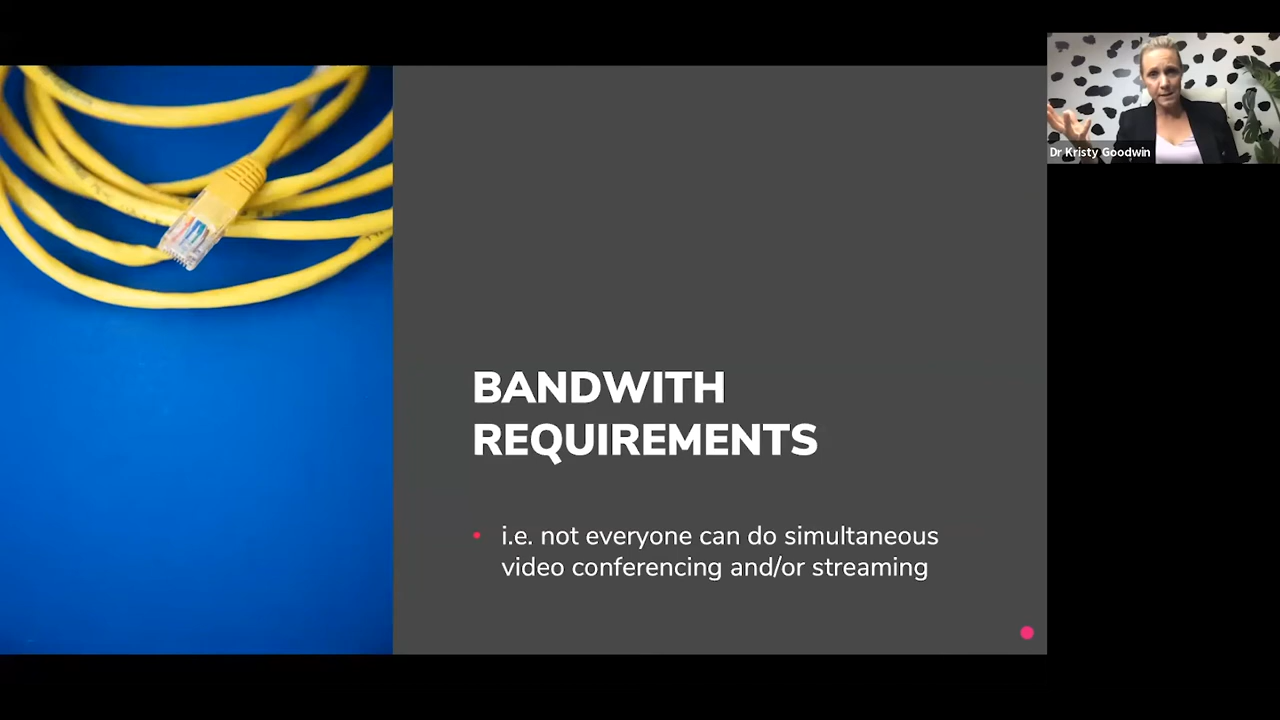 Dr Kristy Goodwin
BANDWITH
REQUIREMENTS
• i.e. not everyone can do simultaneous
video conferencing and/or streaming